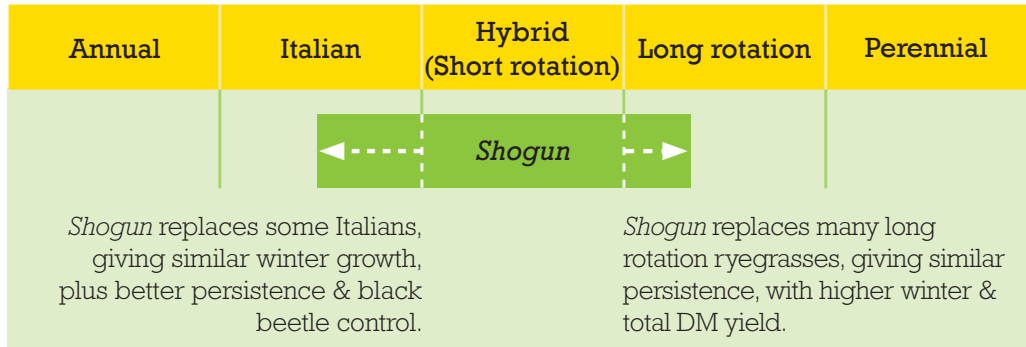 Annual
Italian
Hybrid
(Short rotation)
Long rotation
Perennial
Shogun
Shogun replaces some Italians,
giving similar winter growth,
plus better persistence & black
beetle control.
Shogun replaces many long
rotation ryegrasses, giving similar
persistence, with higher winter &
total DM yield.